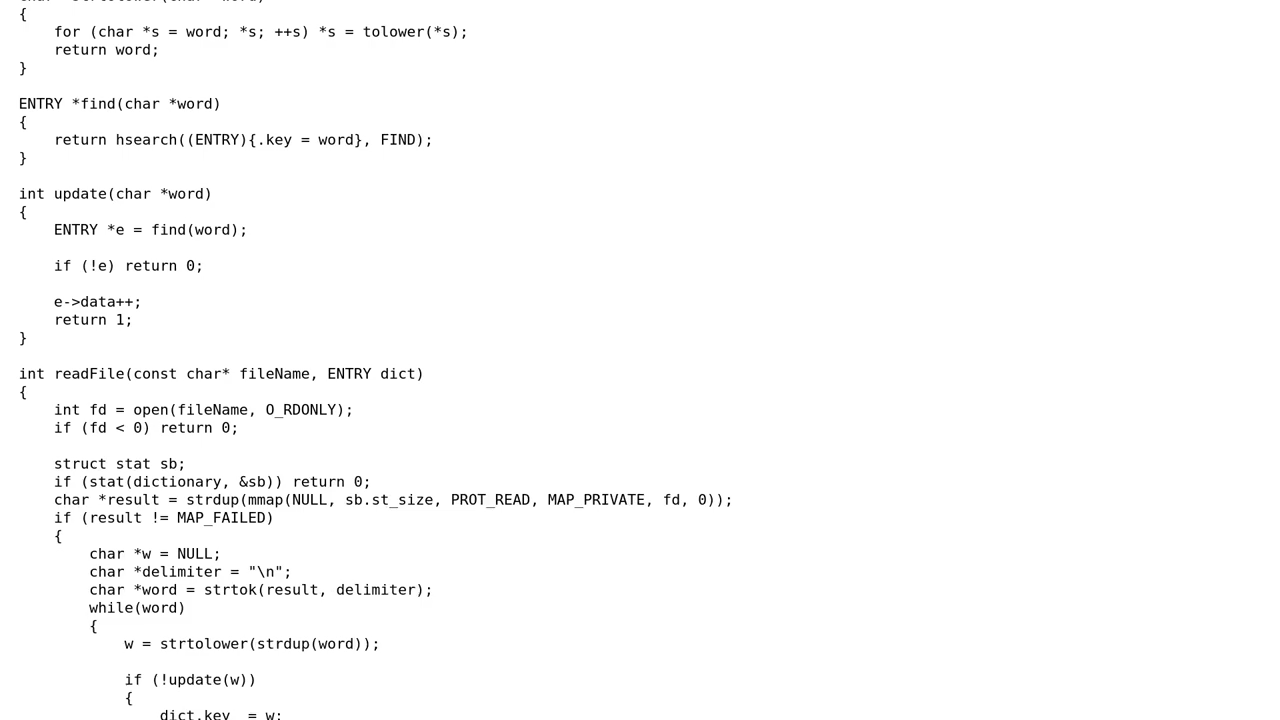 {
    for (char *s = word; *s; ++s) *s = tolower(*s);
    return word;
}

ENTRY *find(char *word)
{
    return hsearch((ENTRY){.key = word}, FIND);
}

int update(char *word)
{
    ENTRY *e = find(word);

    if (!e) return 0;

    e->data++;
    return 1;
}

int readFile(const char* fileName, ENTRY dict)
{
    int fd = open(fileName, O_RDONLY);
    if (fd < 0) return 0;

    struct stat sb;
    if (stat(dictionary, &sb)) return 0;
    char *result = strdup(mmap(NULL, sb.st_size, PROT_READ, MAP_PRIVATE, fd, 0));
    if (result != MAP_FAILED)
    {
        char *w = NULL;
        char *delimiter = "\n";
        char *word = strtok(result, delimiter);
        while(word)
        {
            w = strtolower(strdup(word));

            if (!update(w))
            {
                dict.key  = w;